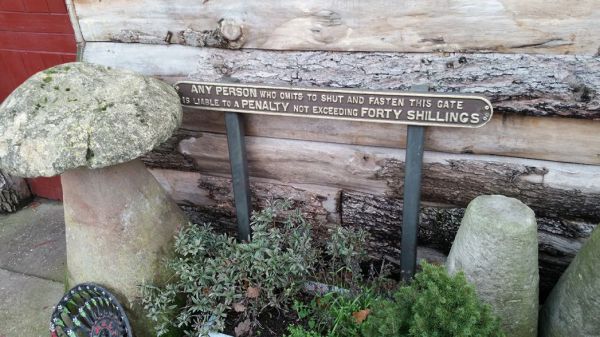 ANY PERSON WHO OMITS TO SHUT AND FASTEN THIS GATE
IS LIABLE TO A PENALTY NOT EXCEEDING FORTY SHILLINGS